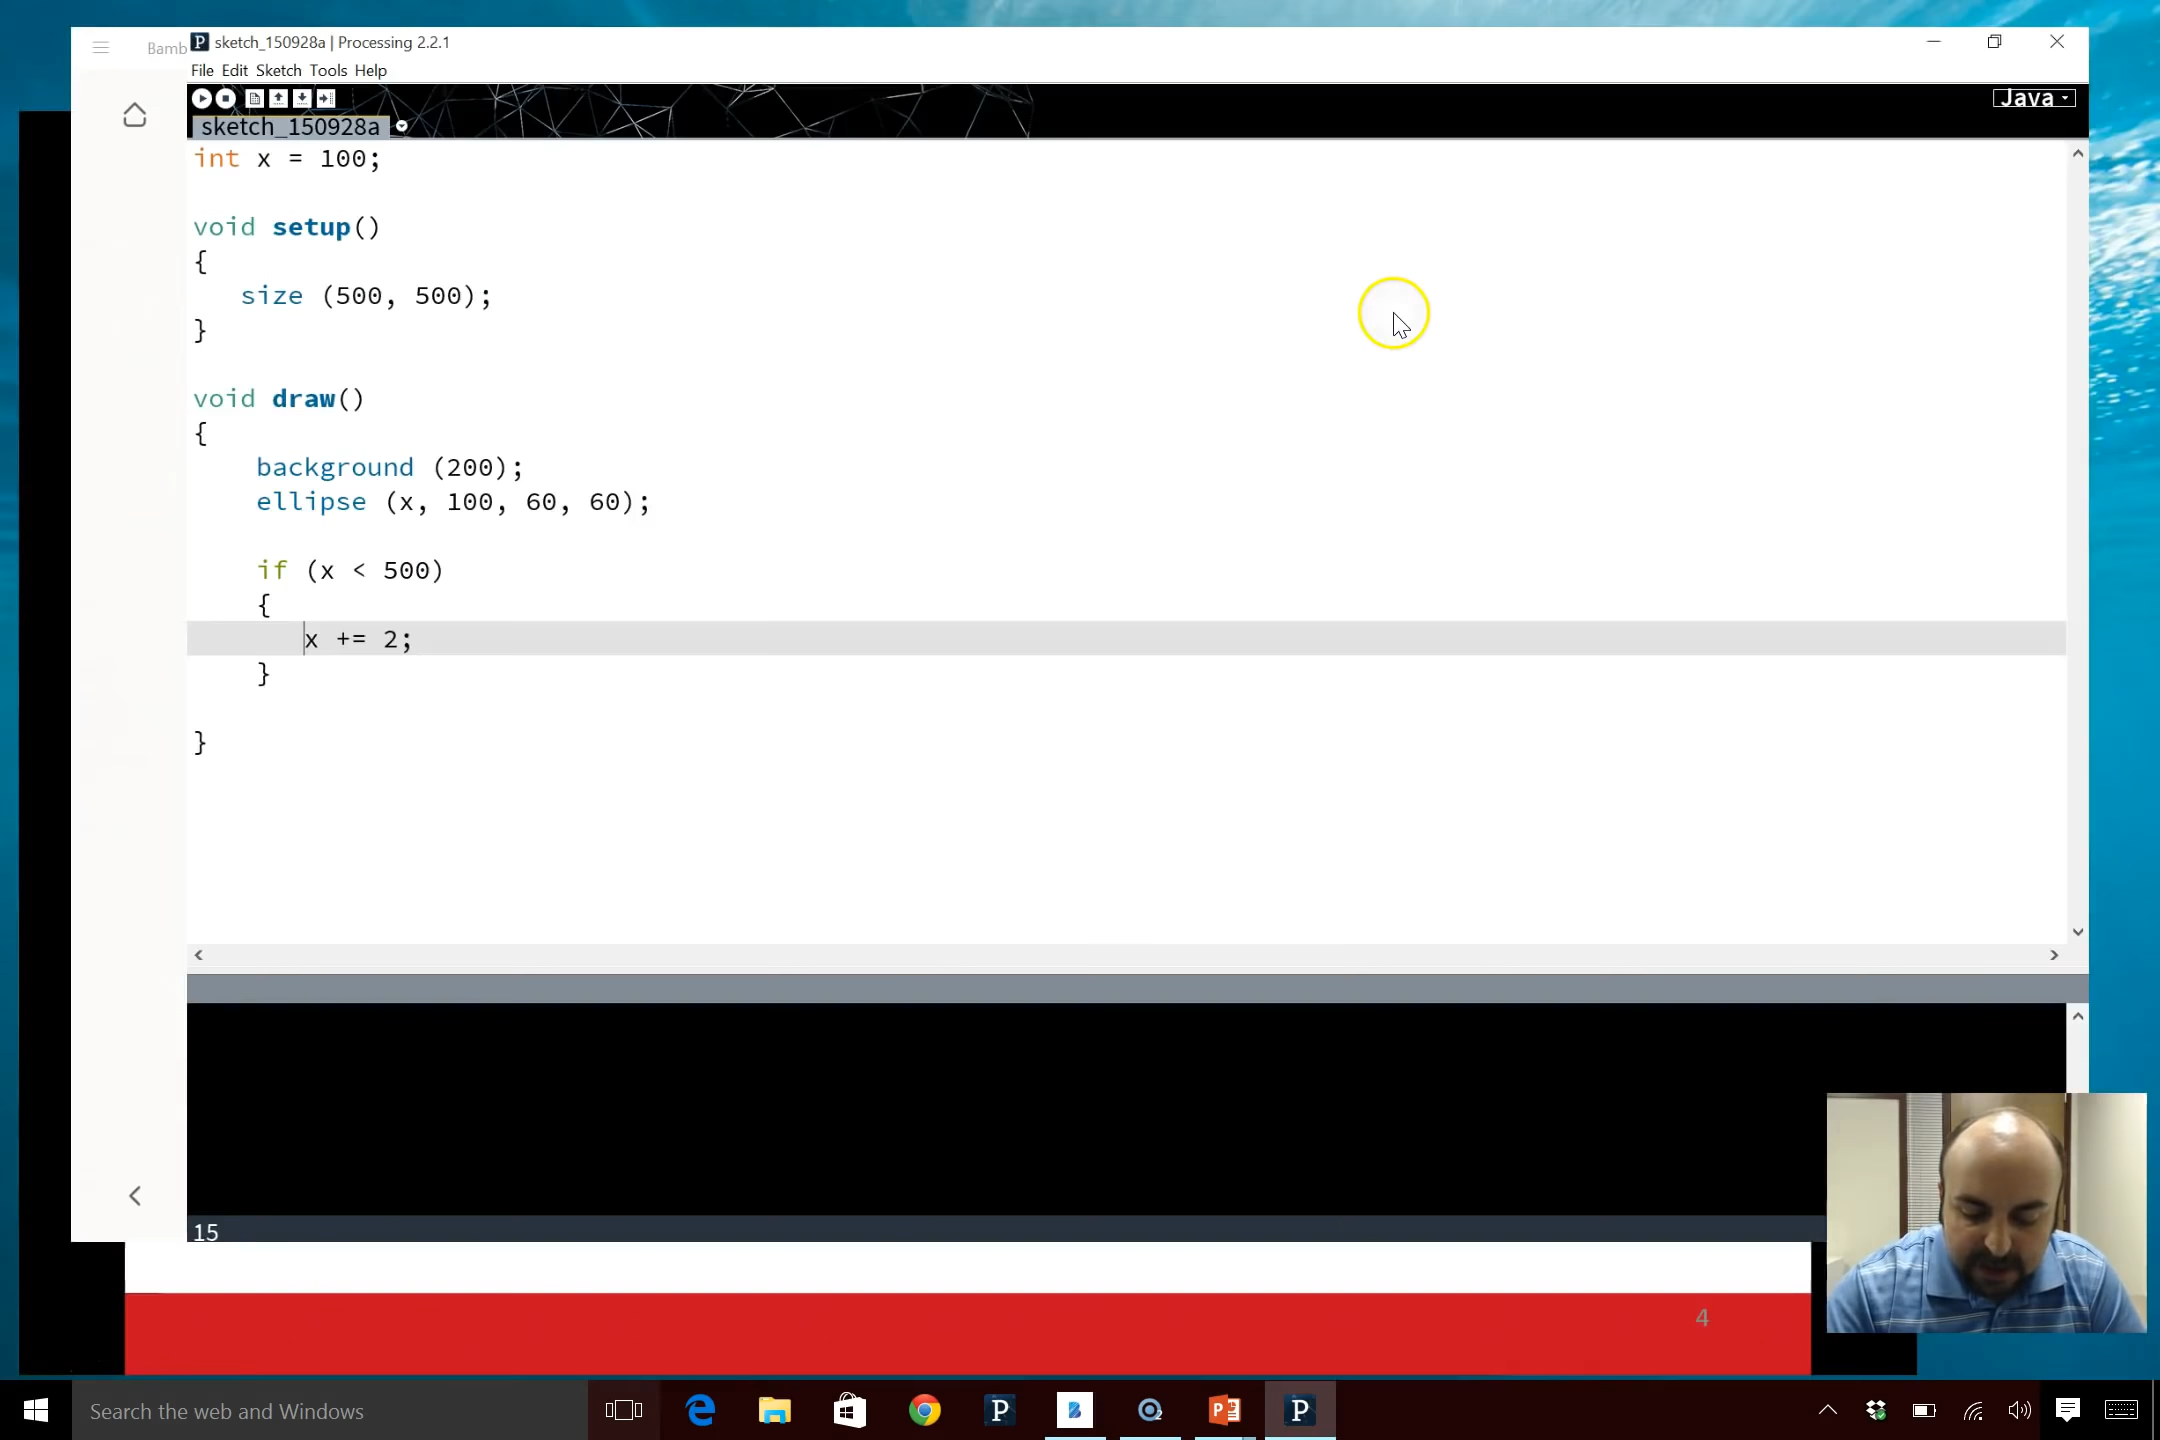 Bamb
sketch_150928a | Processing 2.2.1
File Edit Sketch Tools Help
Java
sketch_150928a
int x = 100;
void setup()
{
size (500, 500);
}
void draw()
{
background (200);
ellipse (x, 100, 60, 60);
if (x < 500)
{
x += 2;
}
}
15
4
Search the web and Windows